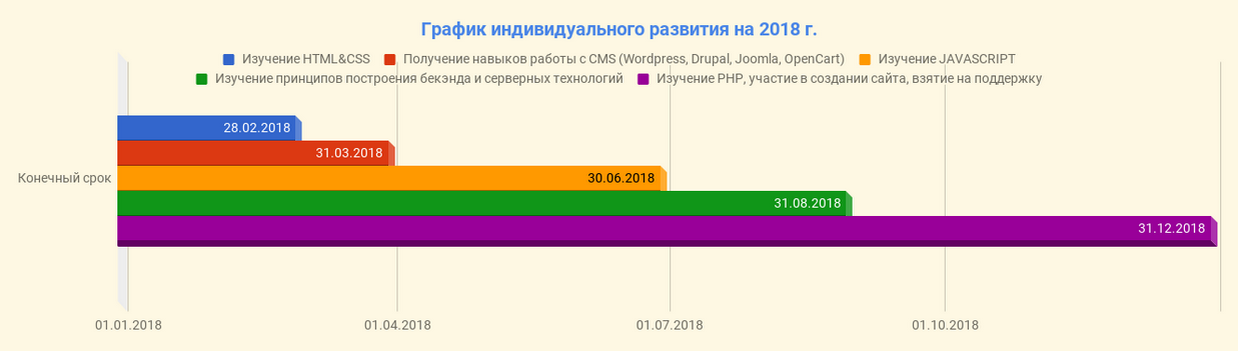 График индивидуального развития на 2018 г.
Изучение HTML&CSS Получение навыков работы с CMS (Wordpress, Drupal, Joomla, OpenCart) Изучение JAVASCRIPT
Изучение принципов построения бекэнда и серверных технологий Изучение PHP, участие в создании сайта, взятие на поддержку
28.02.2018
31.03.2018
Конечный срок 30.06.2018
31.08.2018
31.12.2018
01.01.2018 01.04.2018 01.07.2018 01.10.2018